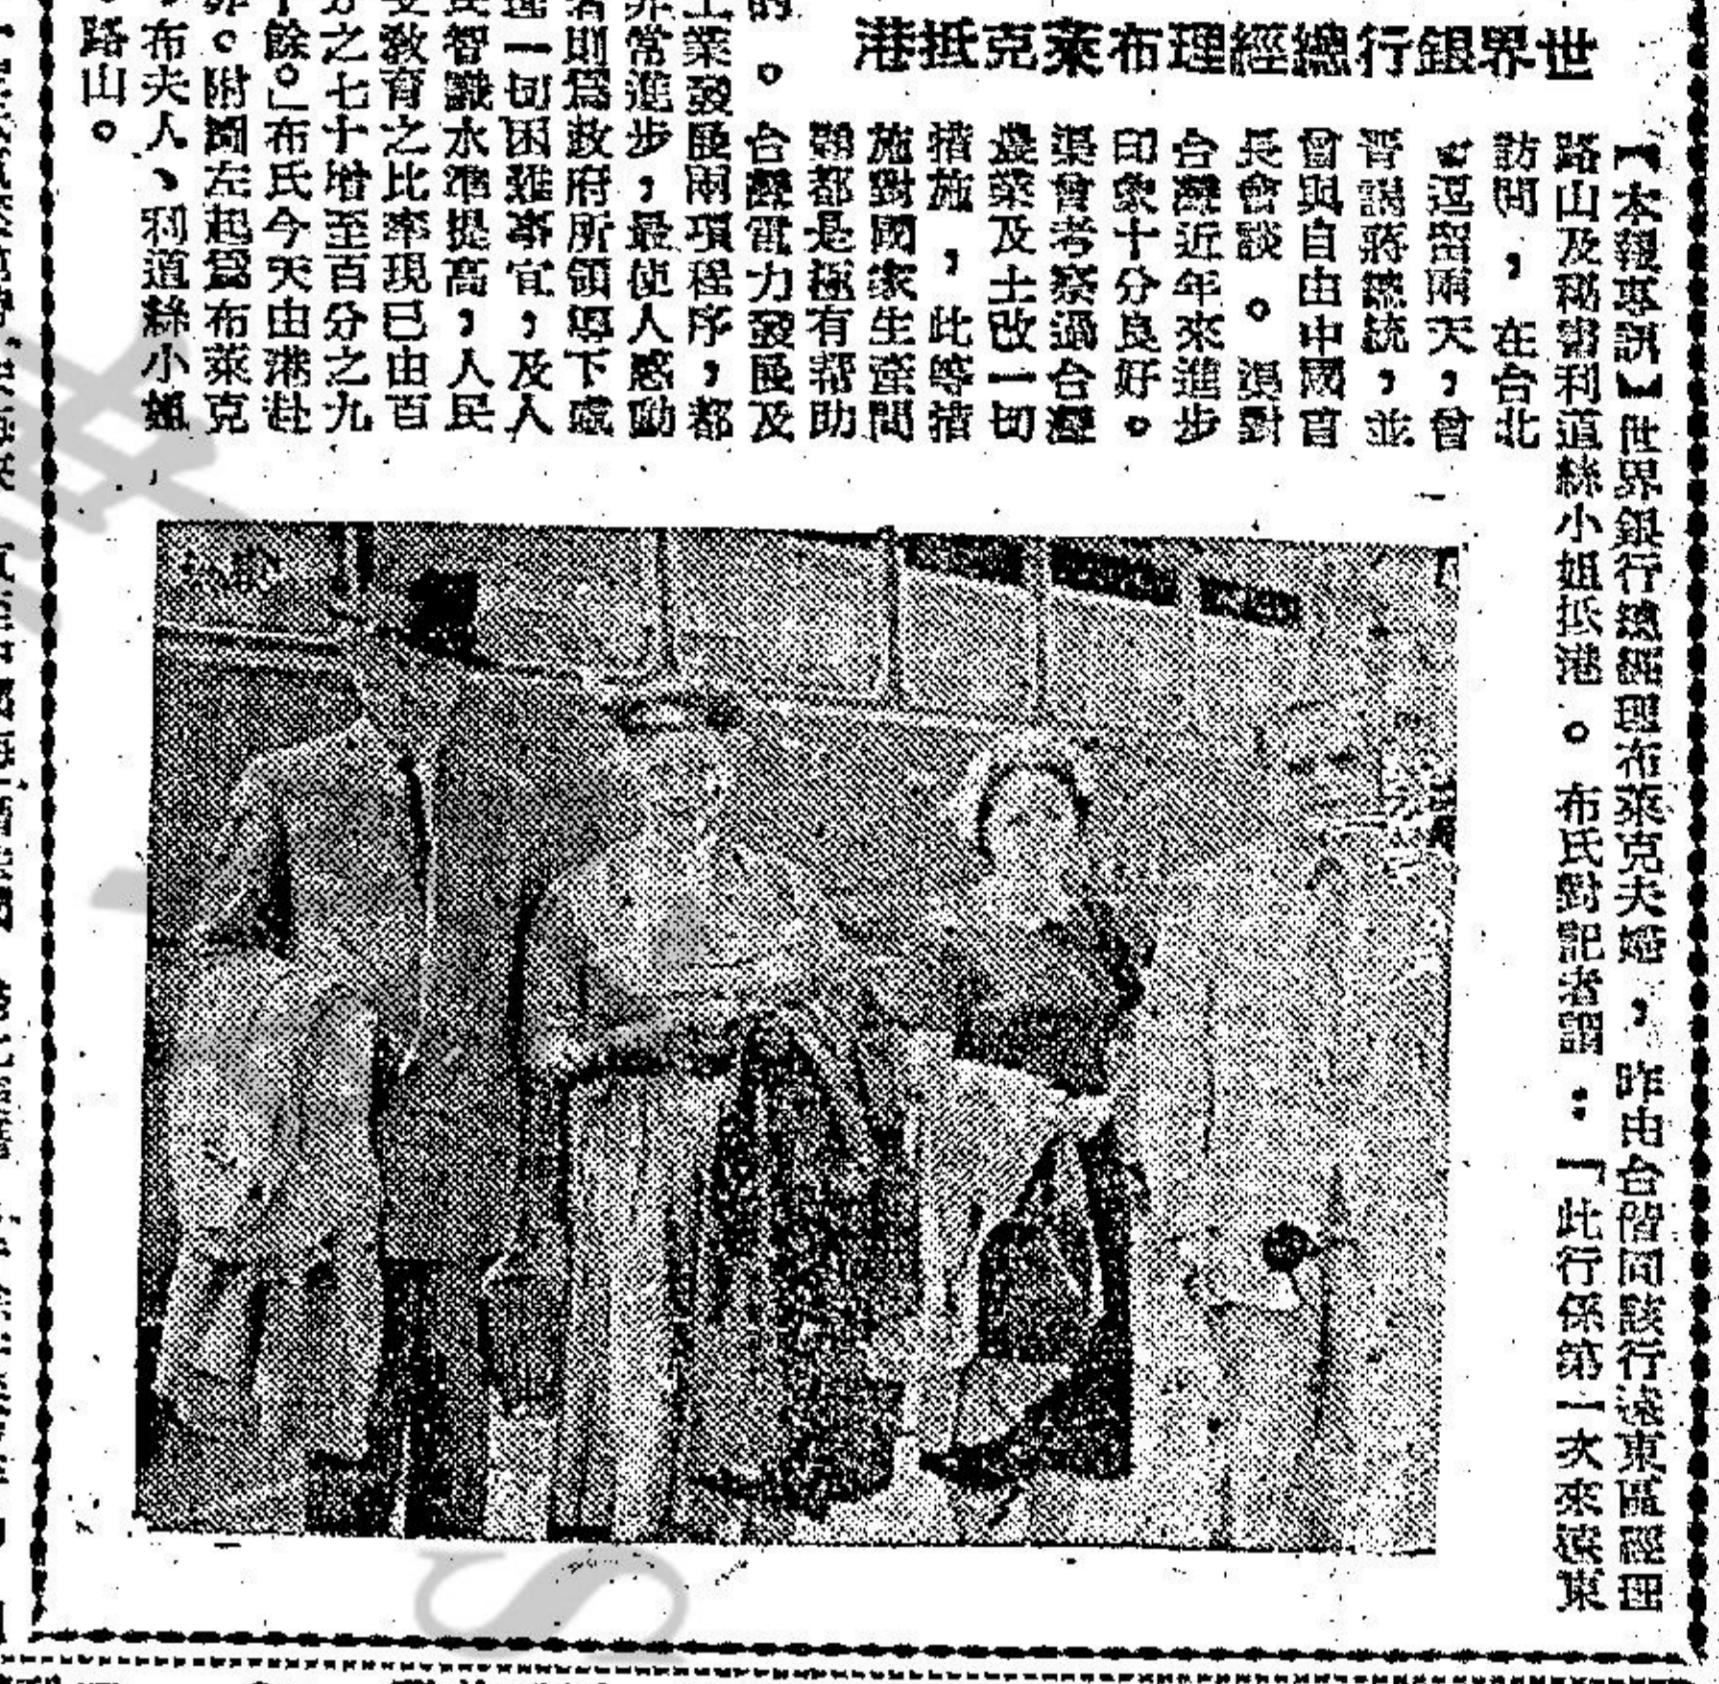 世界銀行總經理布萊克抵港
【本報專訊】世界銀行總經理布萊克夫婦，昨由台偕同該行遠東區經理
路山及秘書利道絲小姐抵港。布氏對記者謂：「此行係第一次來遠東
訪問，在台北
逗留兩天，曾
晋謁蔣總統，並
曾與自由中國首
長會談。渠對
台灣近年來進步
印象十分良好。
渠曾考察過台灣
農業及土改一切
措施，此等措
施對國家生產問
題都是極有帮助
的。台灣電力發展及
工業發展兩項程序，都
非常進步，最使人感動
者則為政府所領導下處
理一切困難事宜，及人
民智識水準提高，人民
受敎育之比率現已由百
分之七十增至百分之九
十餘。」布氏今天由港赴
菲。附圖左起為布萊克
、布夫人、利道絲小姐
、路山。